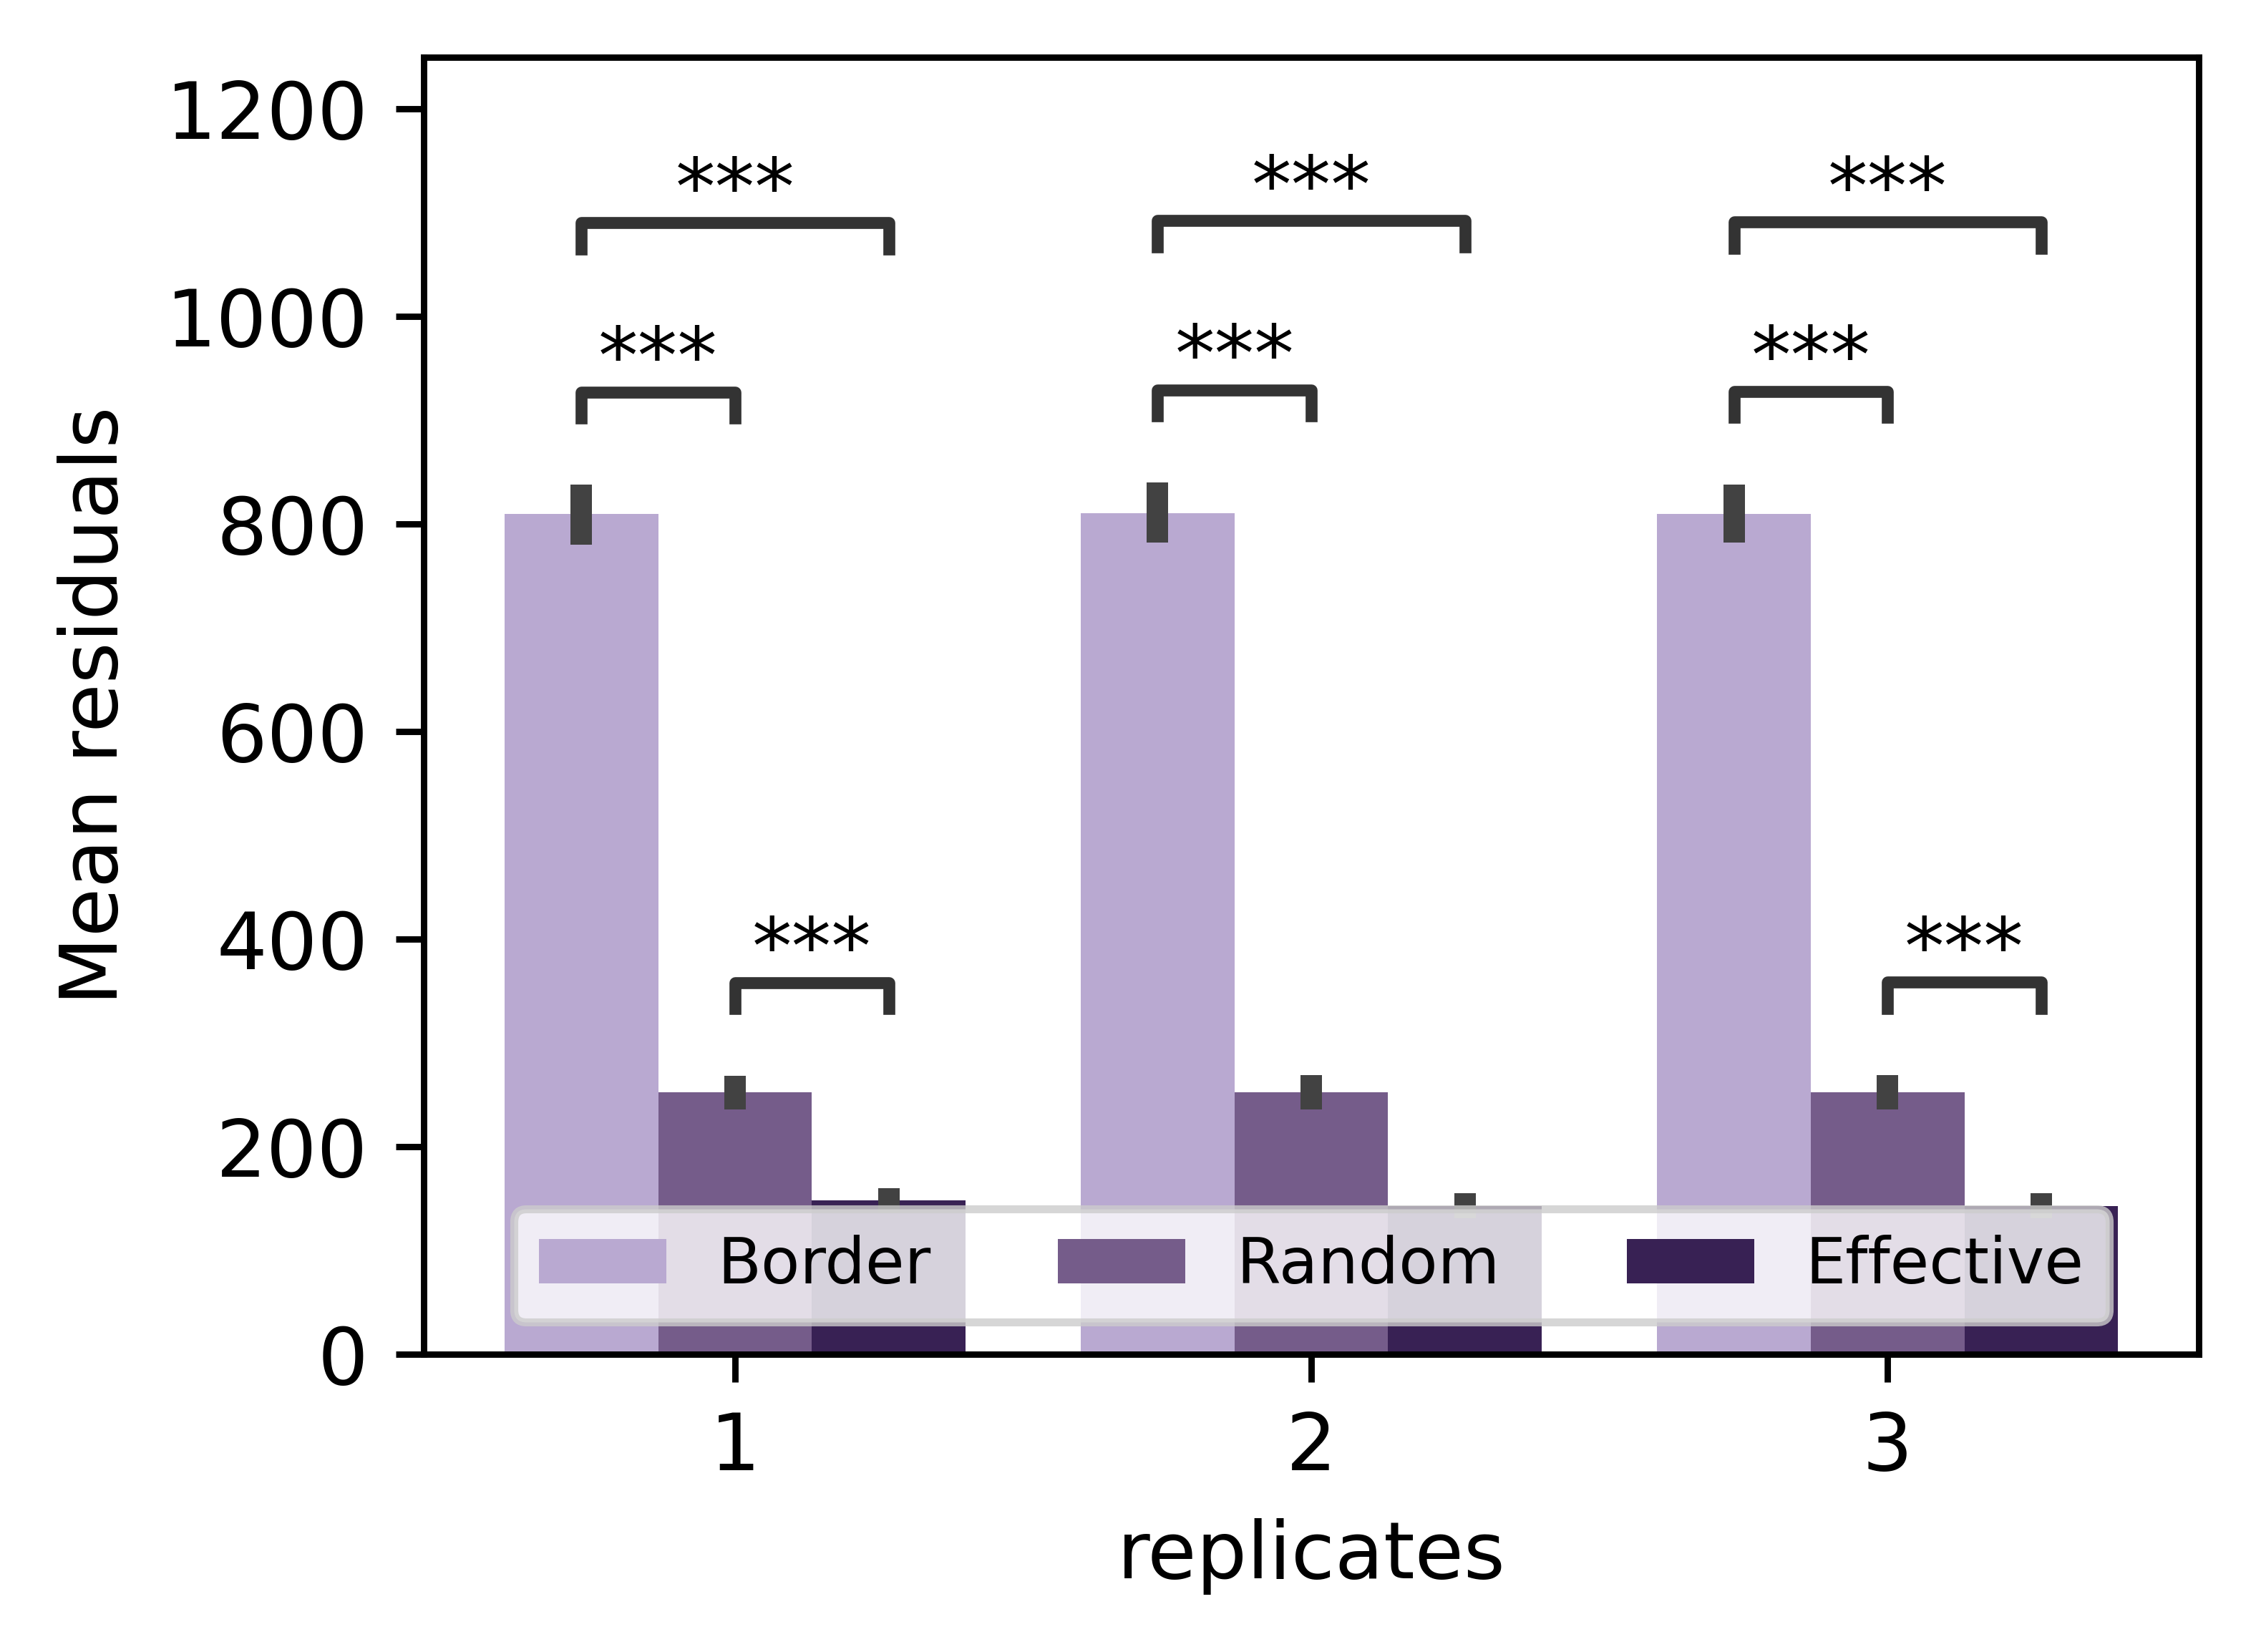 1200
1000
800
600
400
200
0
Mean residuals
*** *** ***
*** *** ***
*** ***
Border Random Effective
1 2 3
replicates